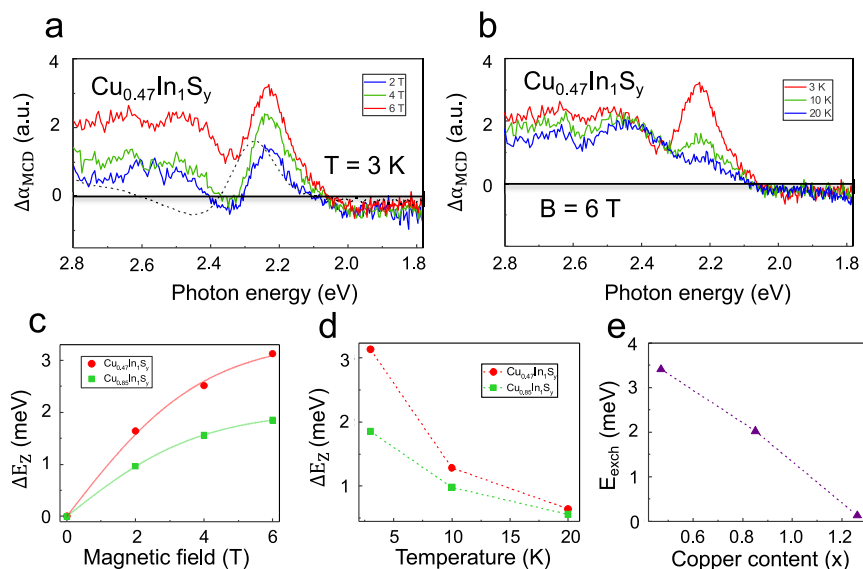 a
Cu0.47In1Sy
2 T
4 T
6 T
T = 3 K
ΔαMCD (a.u.)
4
2
0
-1
2.8 2.6 2.4 2.2 2.0 1.8
Photon energy (eV)
b
Cu0.47In1Sy
3 K
10 K
20 K
B = 6 T
ΔαMCD (a.u.)
4
2
0
2.8 2.6 2.4 2.2 2.0 1.8
Photon energy (eV)
c
Cu0.47In1Sy
Cu0.85In1Sy
ΔEZ (meV)
3
2
1
0
0 2 4 6
Magnetic field (T)
d
Cu0.47In1Sy
Cu0.85In1Sy
ΔEZ (meV)
3
2
1
5 10 15 20
Temperature (K)
e
Eexch (meV)
4
3
2
1
0
0.6 0.8 1.0 1.2
Copper content (x)